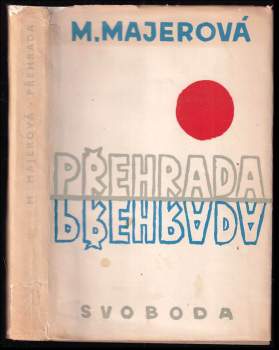 M. MAJEROVÁ
PŘEHRADA
PŘEHRADA
SVOBODA
M MAJEROVÁ • PŘEHRADA